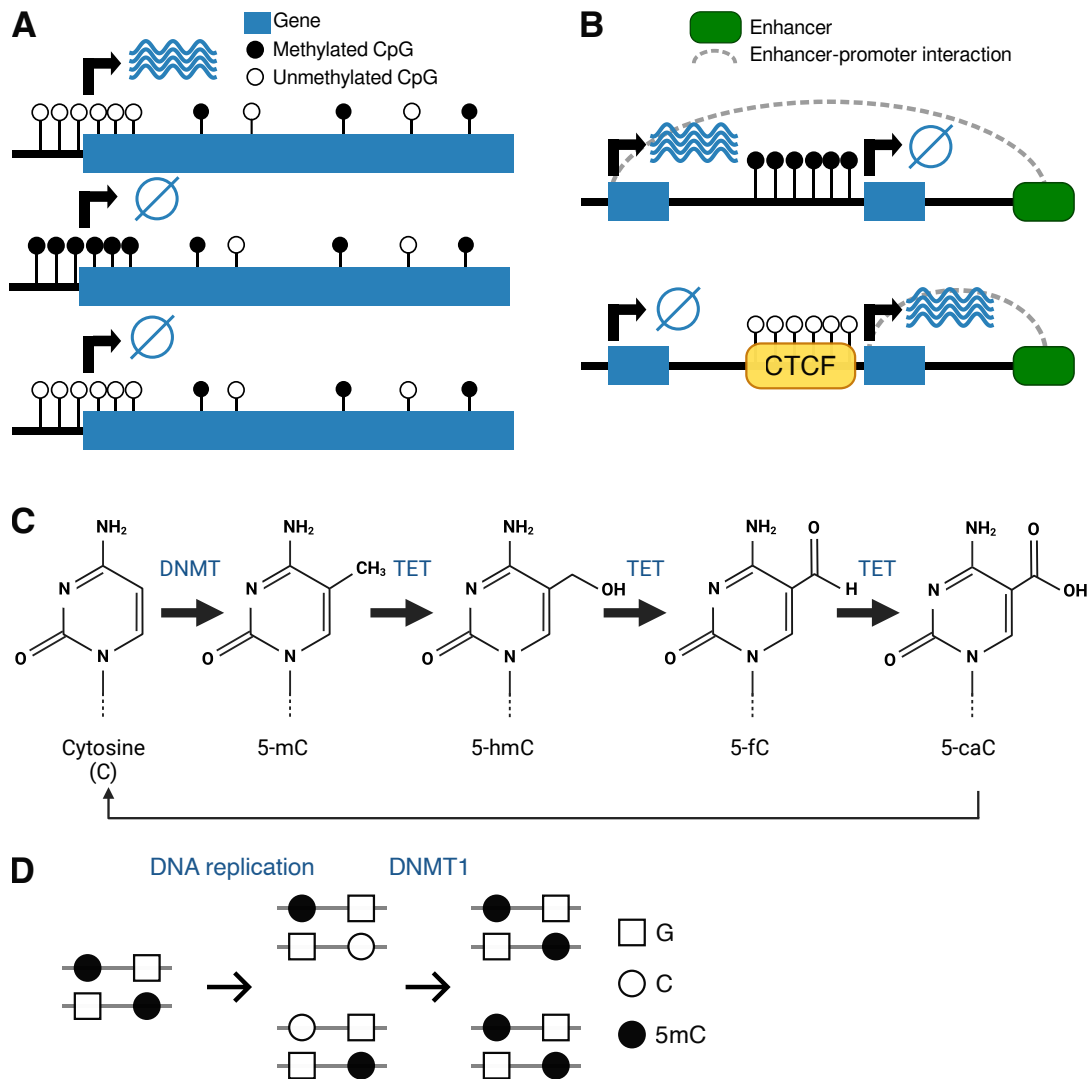 A
Gene
Methylated CpG
Unmethylated CpG
B
Enhancer
Enhancer-promoter interaction
CTCF
C
NH₂
N
O
N
Cytosine
(C)
DNMT
NH₂
CH₃
N
O
N
5-mC
TET
NH₂
N
OH
O
N
5-hmC
TET
NH₂
O
N
H
O
N
5-fC
TET
NH₂
O
N
OH
O
N
5-caC
D
DNA replication
DNMT1
G
C
5mC